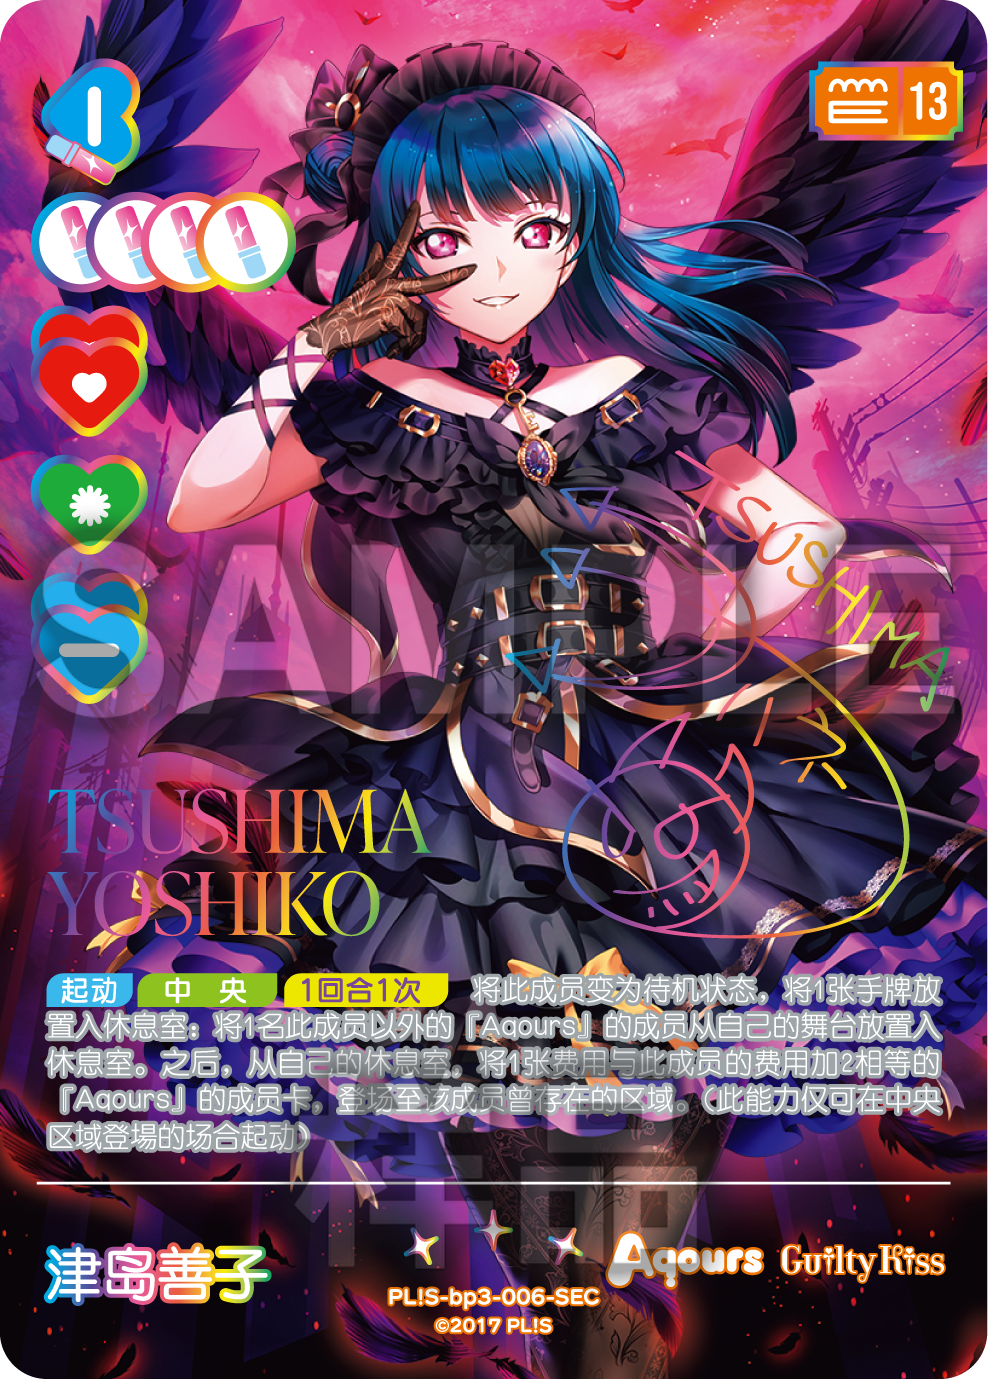 13
TSUSHIMA
SAMPLE
TSUSHIMA
YOSHIKO
起动 中 央 1回合1次 将此成员变为待机状态，将1张手牌放
置入休息室：将1名此成员以外的『Aqours』的成员从自己的舞台放置入
休息室。之后，从自己的休息室，将1张费用与此成员的费用加2相等的
『Aqours』的成员卡，登场至该成员曾存在的区域。（此能力仅可在中央
区域登場的场合起动）
样品
津岛善子
Aqours GuiltyKiss
PL!S-bp3-006-SEC
©2017 PL!S